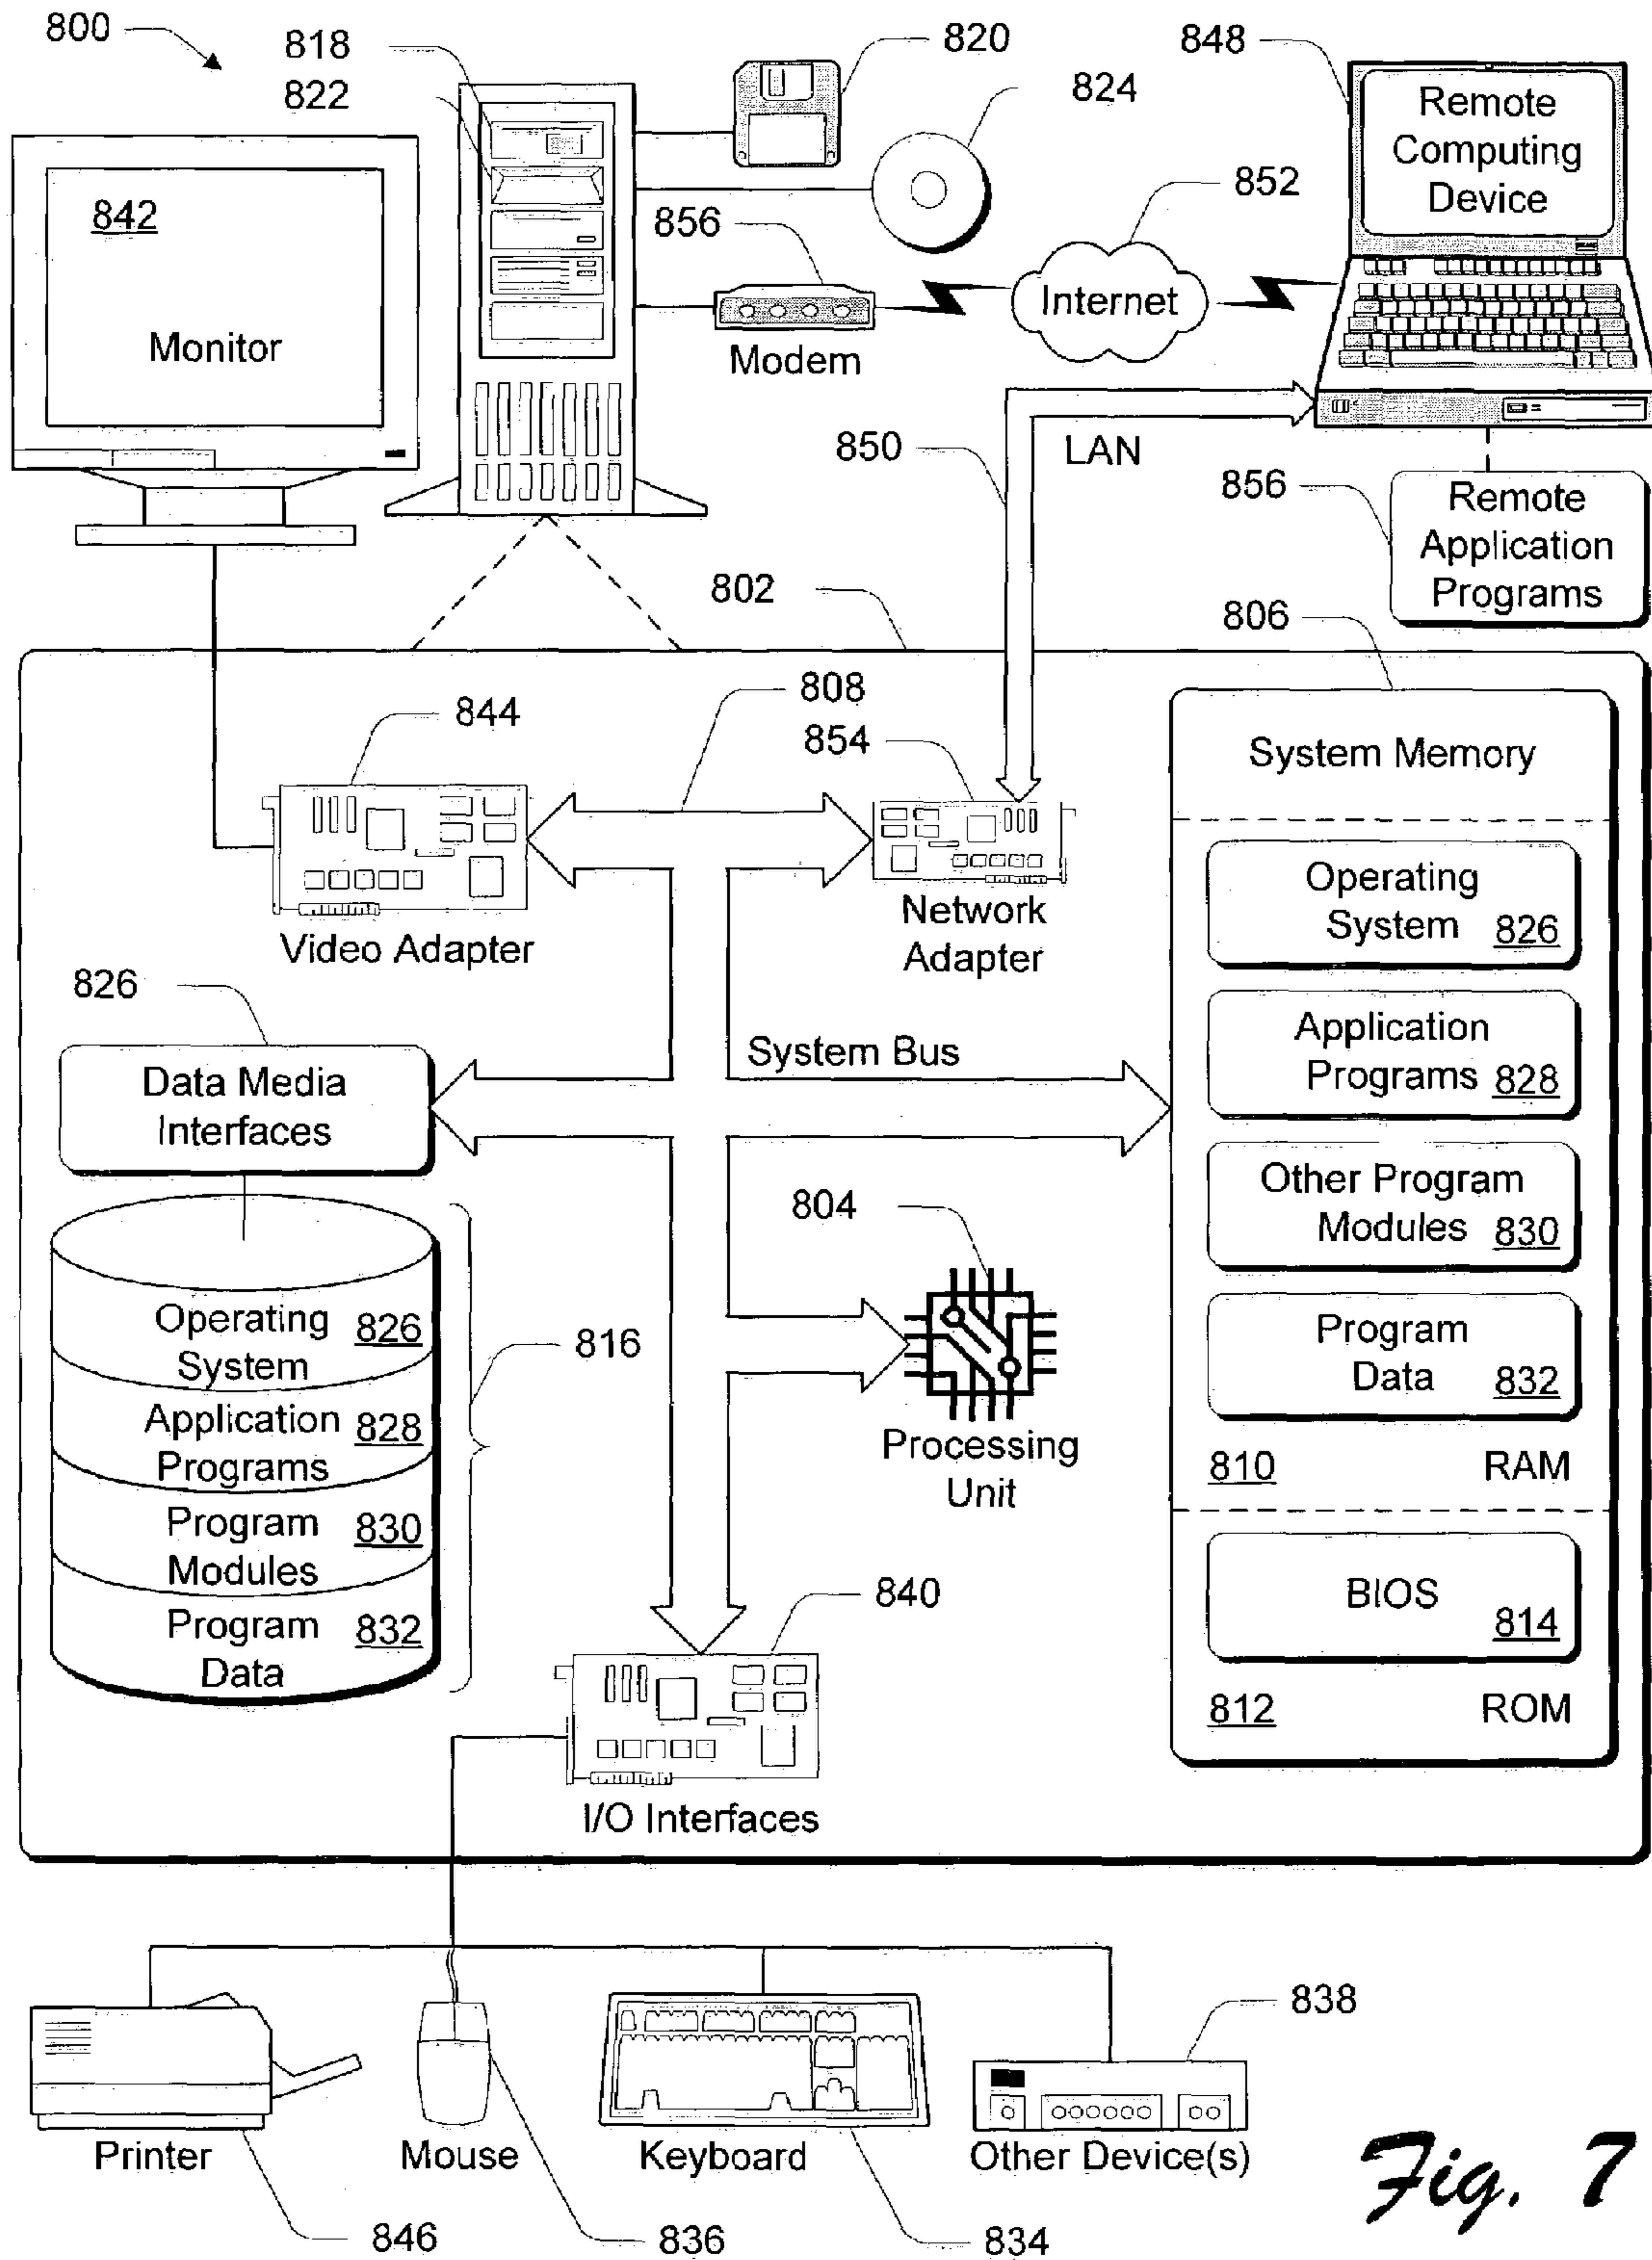 800
818
822
820
824
848
Remote
Computing
Device
842
Monitor
856
Modem
852
Internet
850
LAN
856
Remote
Application
Programs
802
806
808
844
854
System Memory
Video Adapter
Network
Adapter
Operating
System 826
826
Data Media
Interfaces
System Bus
Application
Programs 828
Other Program
Modules 830
804
Processing
Unit
Program
Data 832
810 RAM
Operating
System 826
Application
Programs 828
Program
Modules 830
Program
Data 832
816
BIOS
814
812 ROM
840
I/O Interfaces
838
Printer
Mouse
Keyboard
Other Device(s)
846
836
834
Fig. 7